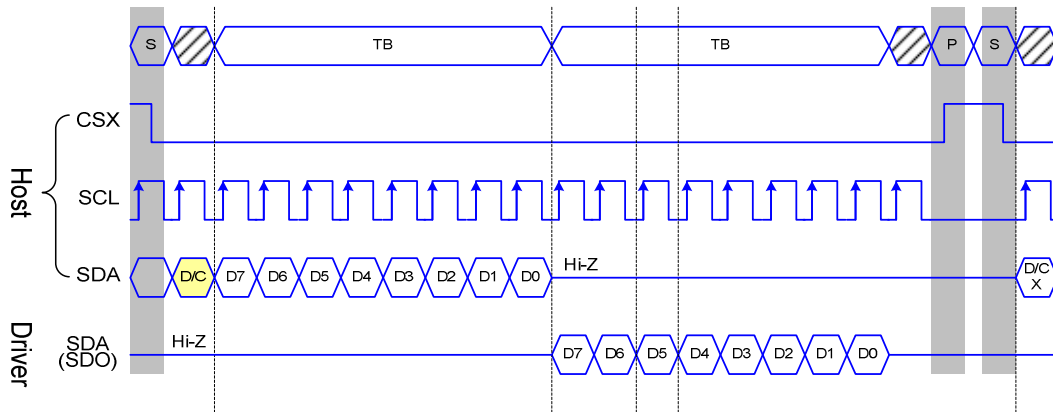 S TB TB P S
CSX
SCL
Host
SDA D/C D7 D6 D5 D4 D3 D2 D1 D0 Hi-Z D/C
X
Driver
SDA Hi-Z
(SDO) D7 D6 D5 D4 D3 D2 D1 D0